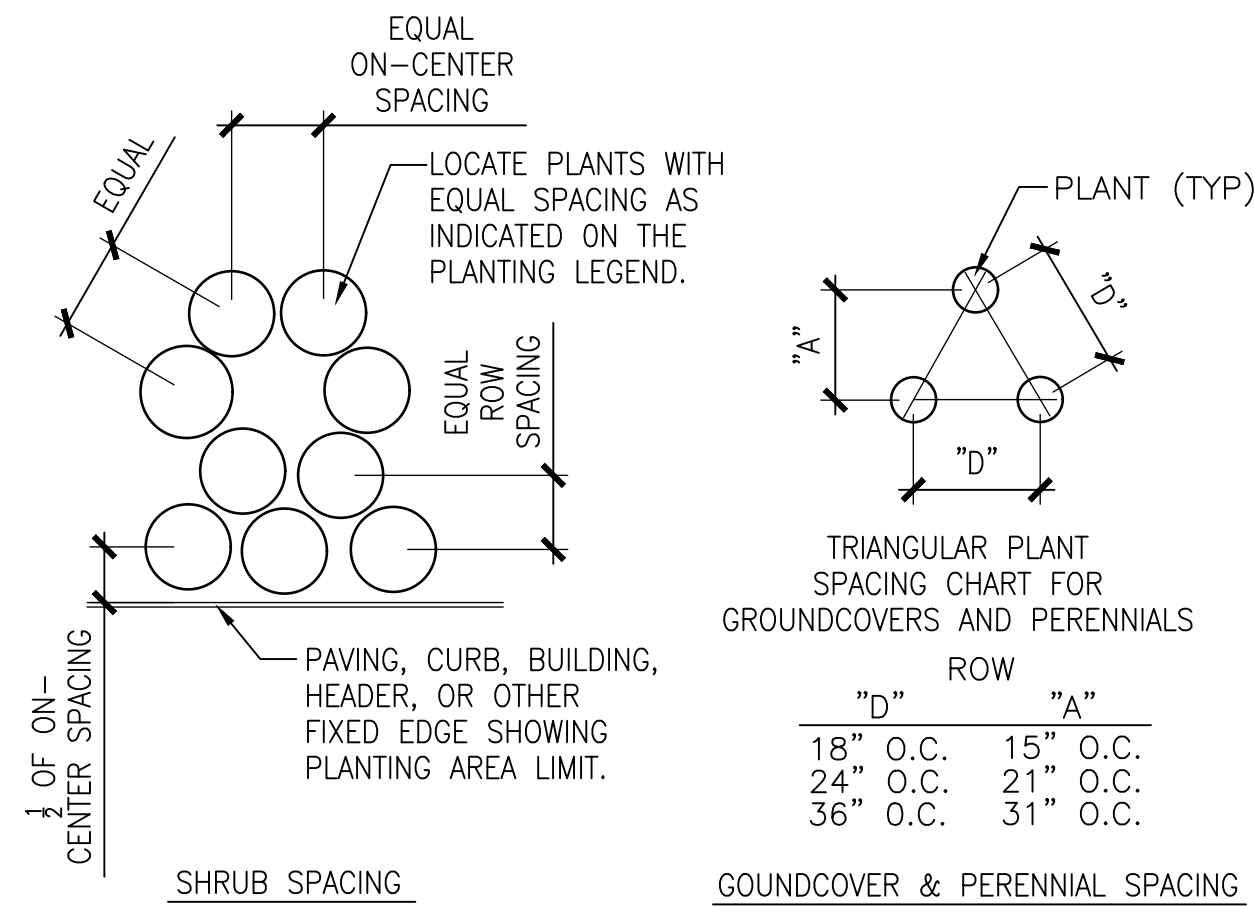 EQUAL
ON-CENTER
SPACING
EQUAL
LOCATE PLANTS WITH
EQUAL SPACING AS
INDICATED ON THE
PLANTING LEGEND.
EQUAL
ROW
SPACING
1/2 OF ON-
CENTER SPACING
PAVING, CURB, BUILDING,
HEADER, OR OTHER
FIXED EDGE SHOWING
PLANTING AREA LIMIT.
SHRUB SPACING
PLANT (TYP)
"A"
"D"
"D"
TRIANGULAR PLANT
SPACING CHART FOR
GROUNDCOVERS AND PERENNIALS
ROW
"D" "A"
18" O.C. 15" O.C.
24" O.C. 21" O.C.
36" O.C. 31" O.C.
GOUNDCOVER & PERENNIAL SPACING